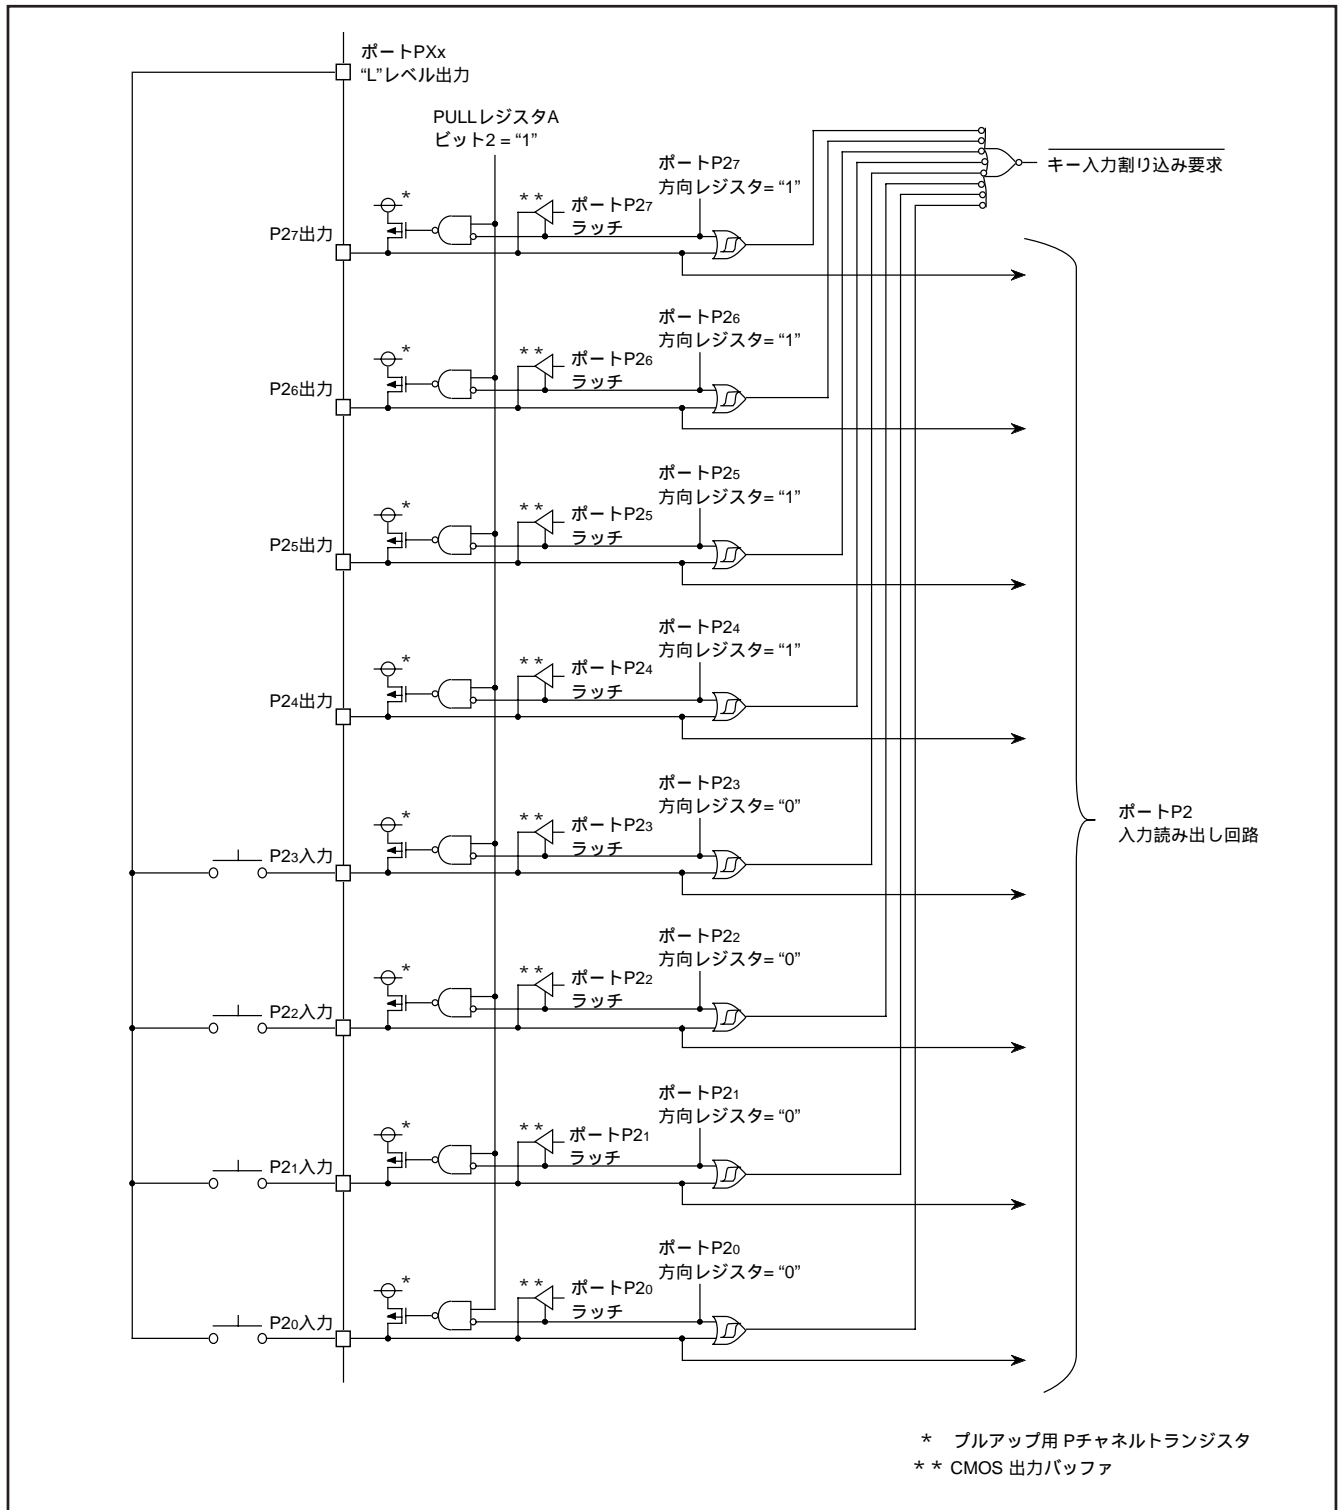 ポートPXx
“L”レベル出力
PULLレジスタA
ビット2 = “1”
キー入力割り込み要求
ポートP27
方向レジスタ= “1”
* *
ポートP27
ラッチ
*
P27出力
ポートP26
方向レジスタ= “1”
* *
ポートP26
ラッチ
*
P26出力
ポートP25
方向レジスタ= “1”
* *
ポートP25
ラッチ
*
P25出力
ポートP24
方向レジスタ= “1”
* *
ポートP24
ラッチ
*
P24出力
ポートP23
方向レジスタ= “0”
* *
ポートP23
ラッチ
*
P23入力
ポートP2
入力読み出し回路
ポートP22
方向レジスタ= “0”
* *
ポートP22
ラッチ
*
P22入力
ポートP21
方向レジスタ= “0”
* *
ポートP21
ラッチ
*
P21入力
ポートP20
方向レジスタ= “0”
* *
ポートP20
ラッチ
*
P20入力
* プルアップ用 Pチャネルトランジスタ
* * CMOS 出力バッファ